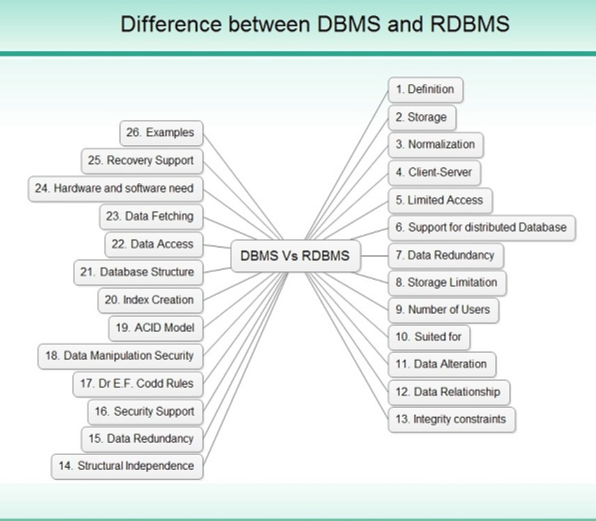 Difference between DBMS and RDBMS
DBMS Vs RDBMS
1. Definition
2. Storage
3. Normalization
4. Client-Server
5. Limited Access
6. Support for distributed Database
7. Data Redundancy
8. Storage Limitation
9. Number of Users
10. Suited for
11. Data Alteration
12. Data Relationship
13. Integrity constraints
14. Structural Independence
15. Data Redundancy
16. Security Support
17. Dr E.F. Codd Rules
18. Data Manipulation Security
19. ACID Model
20. Index Creation
21. Database Structure
22. Data Access
23. Data Fetching
24. Hardware and software need
25. Recovery Support
26. Examples